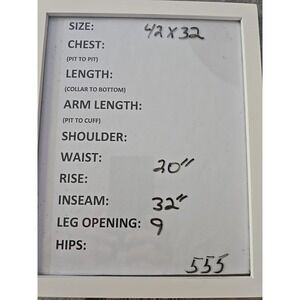 SIZE: 42 X 32
CHEST:
(PIT TO PIT)
LENGTH:
(COLLAR TO BOTTOM)
ARM LENGTH:
(PIT TO CUFF)
SHOULDER:
WAIST: 20"
RISE:
INSEAM: 32"
LEG OPENING: 9
HIPS:
555